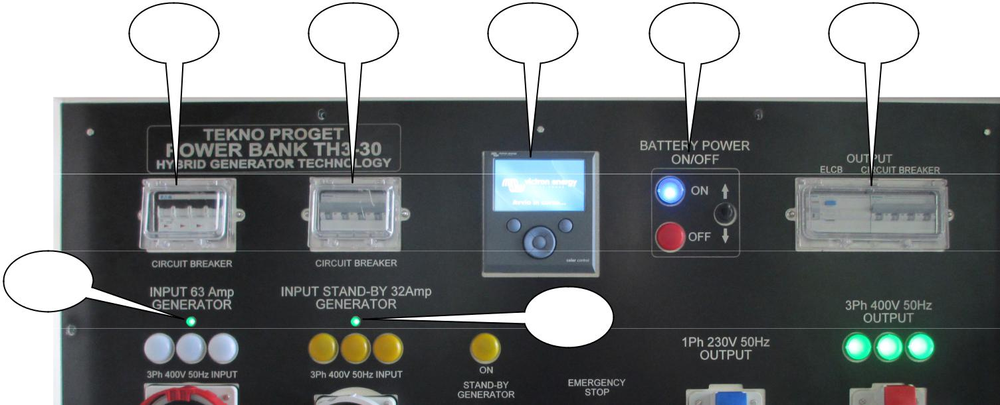 TEKNO PROGET
POWER BANK TH3-30
HYBRID GENERATOR TECHNOLOGY
BATTERY POWER
ON/OFF
ON
OFF
OUTPUT
ELCB CIRCUIT BREAKER
victron energy
Avvio in corso...
color control
CIRCUIT BREAKER
CIRCUIT BREAKER
INPUT 63 Amp
GENERATOR
INPUT STAND-BY 32Amp
GENERATOR
3Ph 400V 50Hz INPUT
3Ph 400V 50Hz INPUT
ON
STAND-BY
GENERATOR
EMERGENCY
STOP
1Ph 230V 50Hz
OUTPUT
3Ph 400V 50Hz
OUTPUT